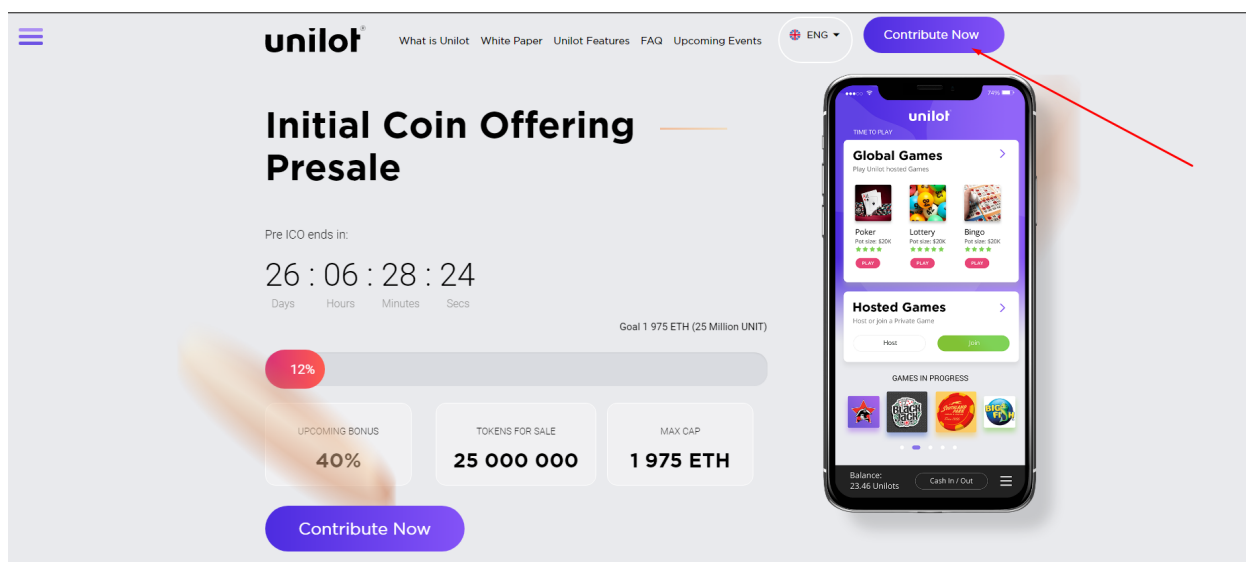 unilot
What is Unilot White Paper Unilot Features FAQ Upcoming Events
ENG
Contribute Now
Initial Coin Offering
Presale
Pre ICO ends in:
26 : 06 : 28 : 24
Days Hours Minutes Secs
Goal 1 975 ETH (25 Million UNIT)
12%
UPCOMING BONUS
40%
TOKENS FOR SALE
25 000 000
MAX CAP
1 975 ETH
Contribute Now
74%
unilot
TIME TO PLAY
Global Games
Play Unilot hosted Games
Poker
Pot size: $20K
PLAY
Lottery
Pot size: $20K
PLAY
Bingo
Pot size: $20K
PLAY
Hosted Games
Host or join a Private Game
Host
Join
GAMES IN PROGRESS
BLACK
JACK
BIG
FISH
Balance:
23.46 Unilots
Cash In / Out